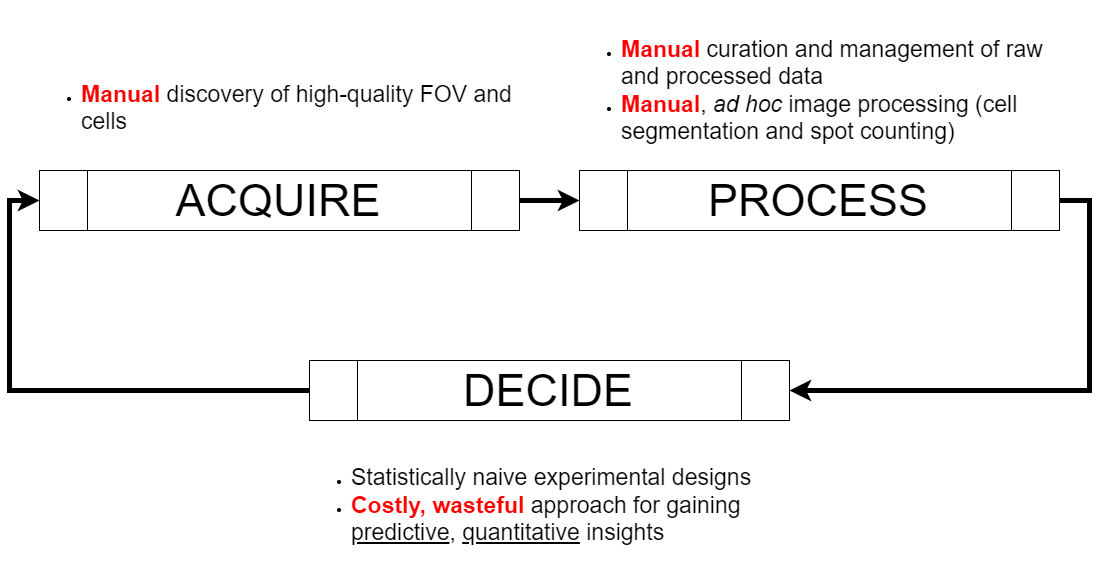 • Manual discovery of high-quality FOV and
cells
• Manual curation and management of raw
and processed data
• Manual, ad hoc image processing (cell
segmentation and spot counting)
ACQUIRE
PROCESS
DECIDE
• Statistically naive experimental designs
• Costly, wasteful approach for gaining
predictive, quantitative insights